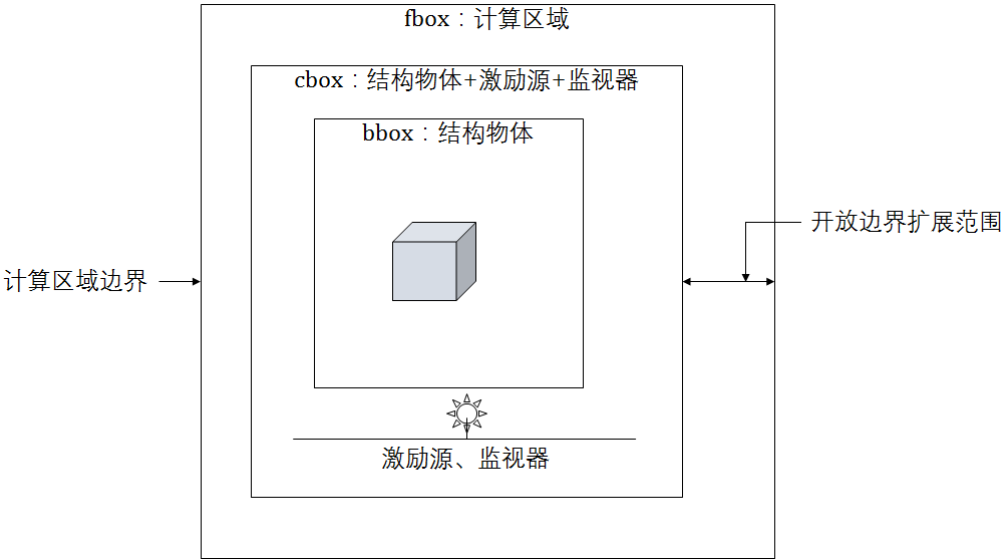 fbox：计算区域
cbox：结构物体+激励源+监视器
bbox：结构物体
开放边界扩展范围
计算区域边界
激励源、监视器